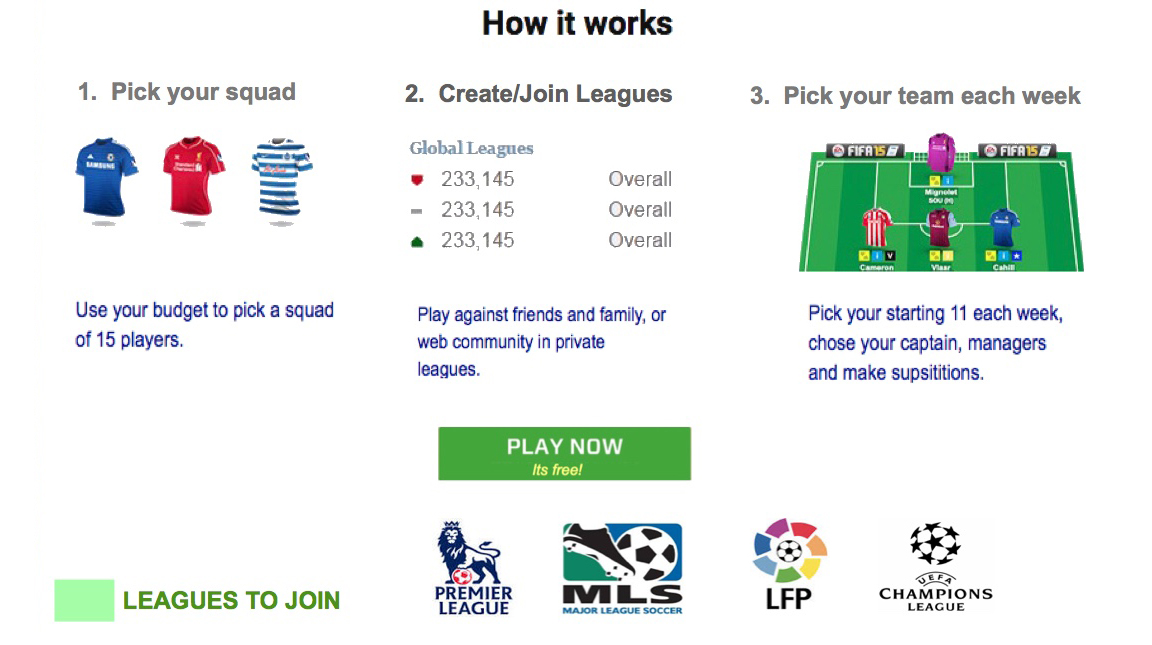 How it works
1. Pick your squad
SAMSUNG
Use your budget to pick a squad
of 15 players.
2. Create/Join Leagues
Global Leagues
233,145 Overall
233,145 Overall
233,145 Overall
Play against friends and family, or
web community in private
leagues.
3. Pick your team each week
EA SPORTS FIFA 15
EA SPORTS FIFA 15
Mignolet
SOU (H)
Cameron
Vlaar
Cahill
Pick your starting 11 each week,
chose your captain, managers
and make supsititions.
PLAY NOW
Its free!
LEAGUES TO JOIN
PREMIER
LEAGUE
MLS
MAJOR LEAGUE SOCCER
LFP
UEFA
CHAMPIONS
LEAGUE